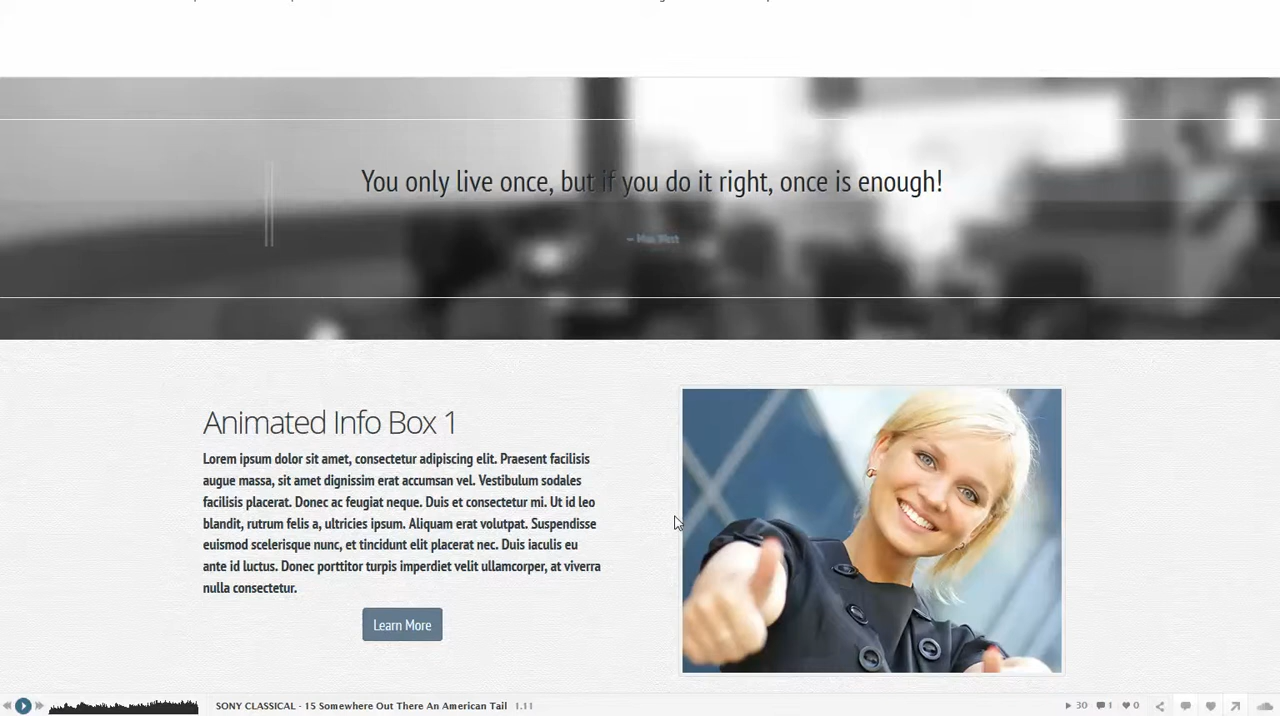 You only live once, but if you do it right, once is enough!
– Mae West
Animated Info Box 1
Lorem ipsum dolor sit amet, consectetur adipiscing elit. Praesent facilisis
augue massa, sit amet dignissim erat accumsan vel. Vestibulum sodales
facilisis placerat. Donec ac feugiat neque. Duis et consectetur mi. Ut id leo
blandit, rutrum felis a, ultricies ipsum. Aliquam erat volutpat. Suspendisse
euismod scelerisque nunc, et tincidunt elit placerat nec. Duis iaculis eu
ante id luctus. Donec porttitor turpis imperdiet velit ullamcorper, at viverra
nulla consectetur.
Learn More
SONY CLASSICAL - 15 Somewhere Out There An American Tail 1.11
30 1 0